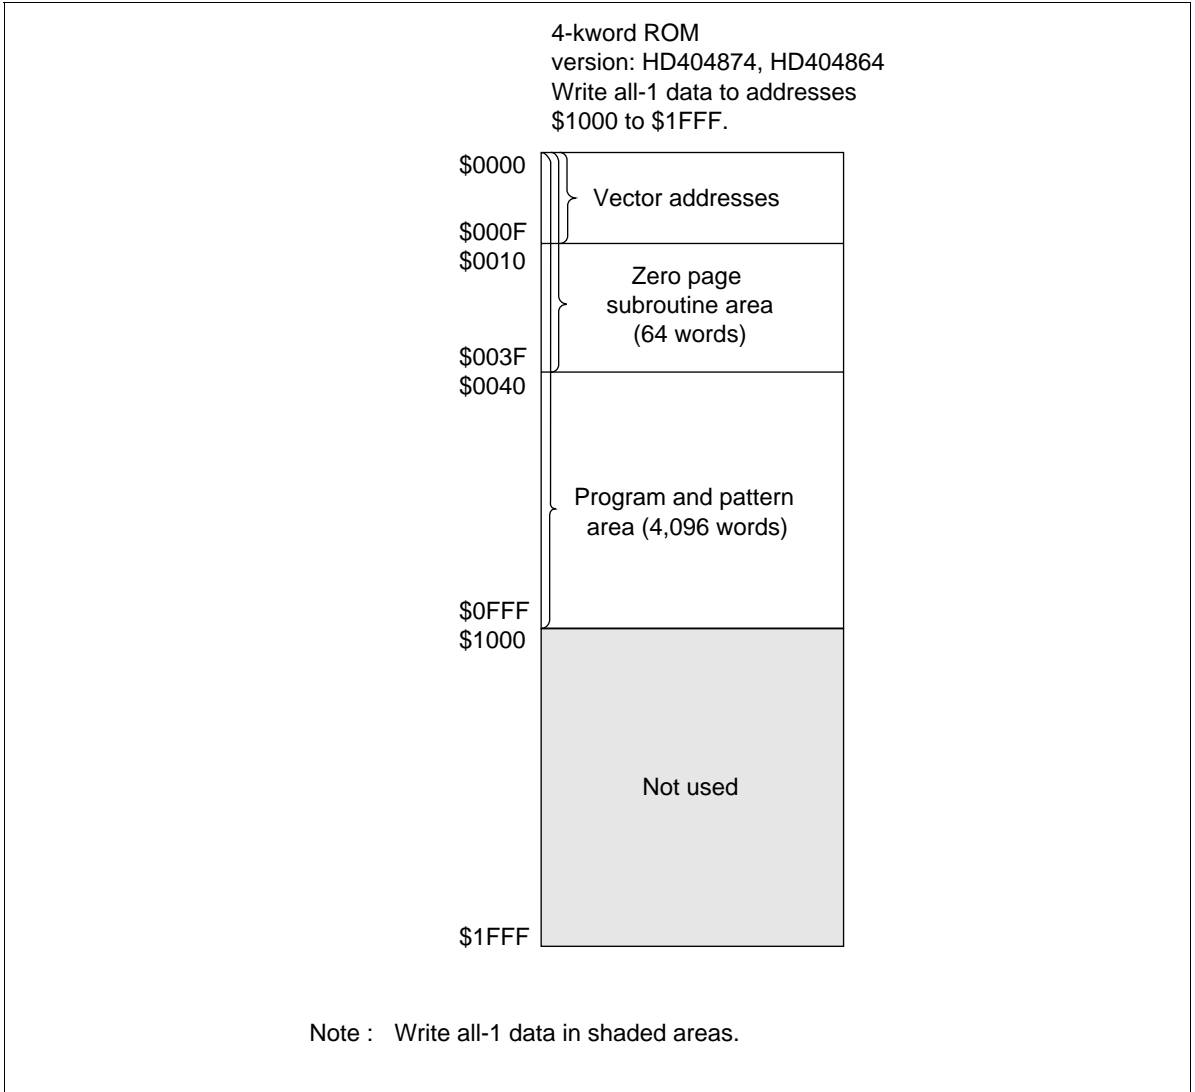 4-kword ROM
version: HD404874, HD404864
Write all-1 data to addresses
$1000 to $1FFF.
$0000
Vector addresses
$000F
$0010
Zero page
subroutine area
(64 words)
$003F
$0040
Program and pattern
area (4,096 words)
$0FFF
$1000
Not used
$1FFF
Note : Write all-1 data in shaded areas.